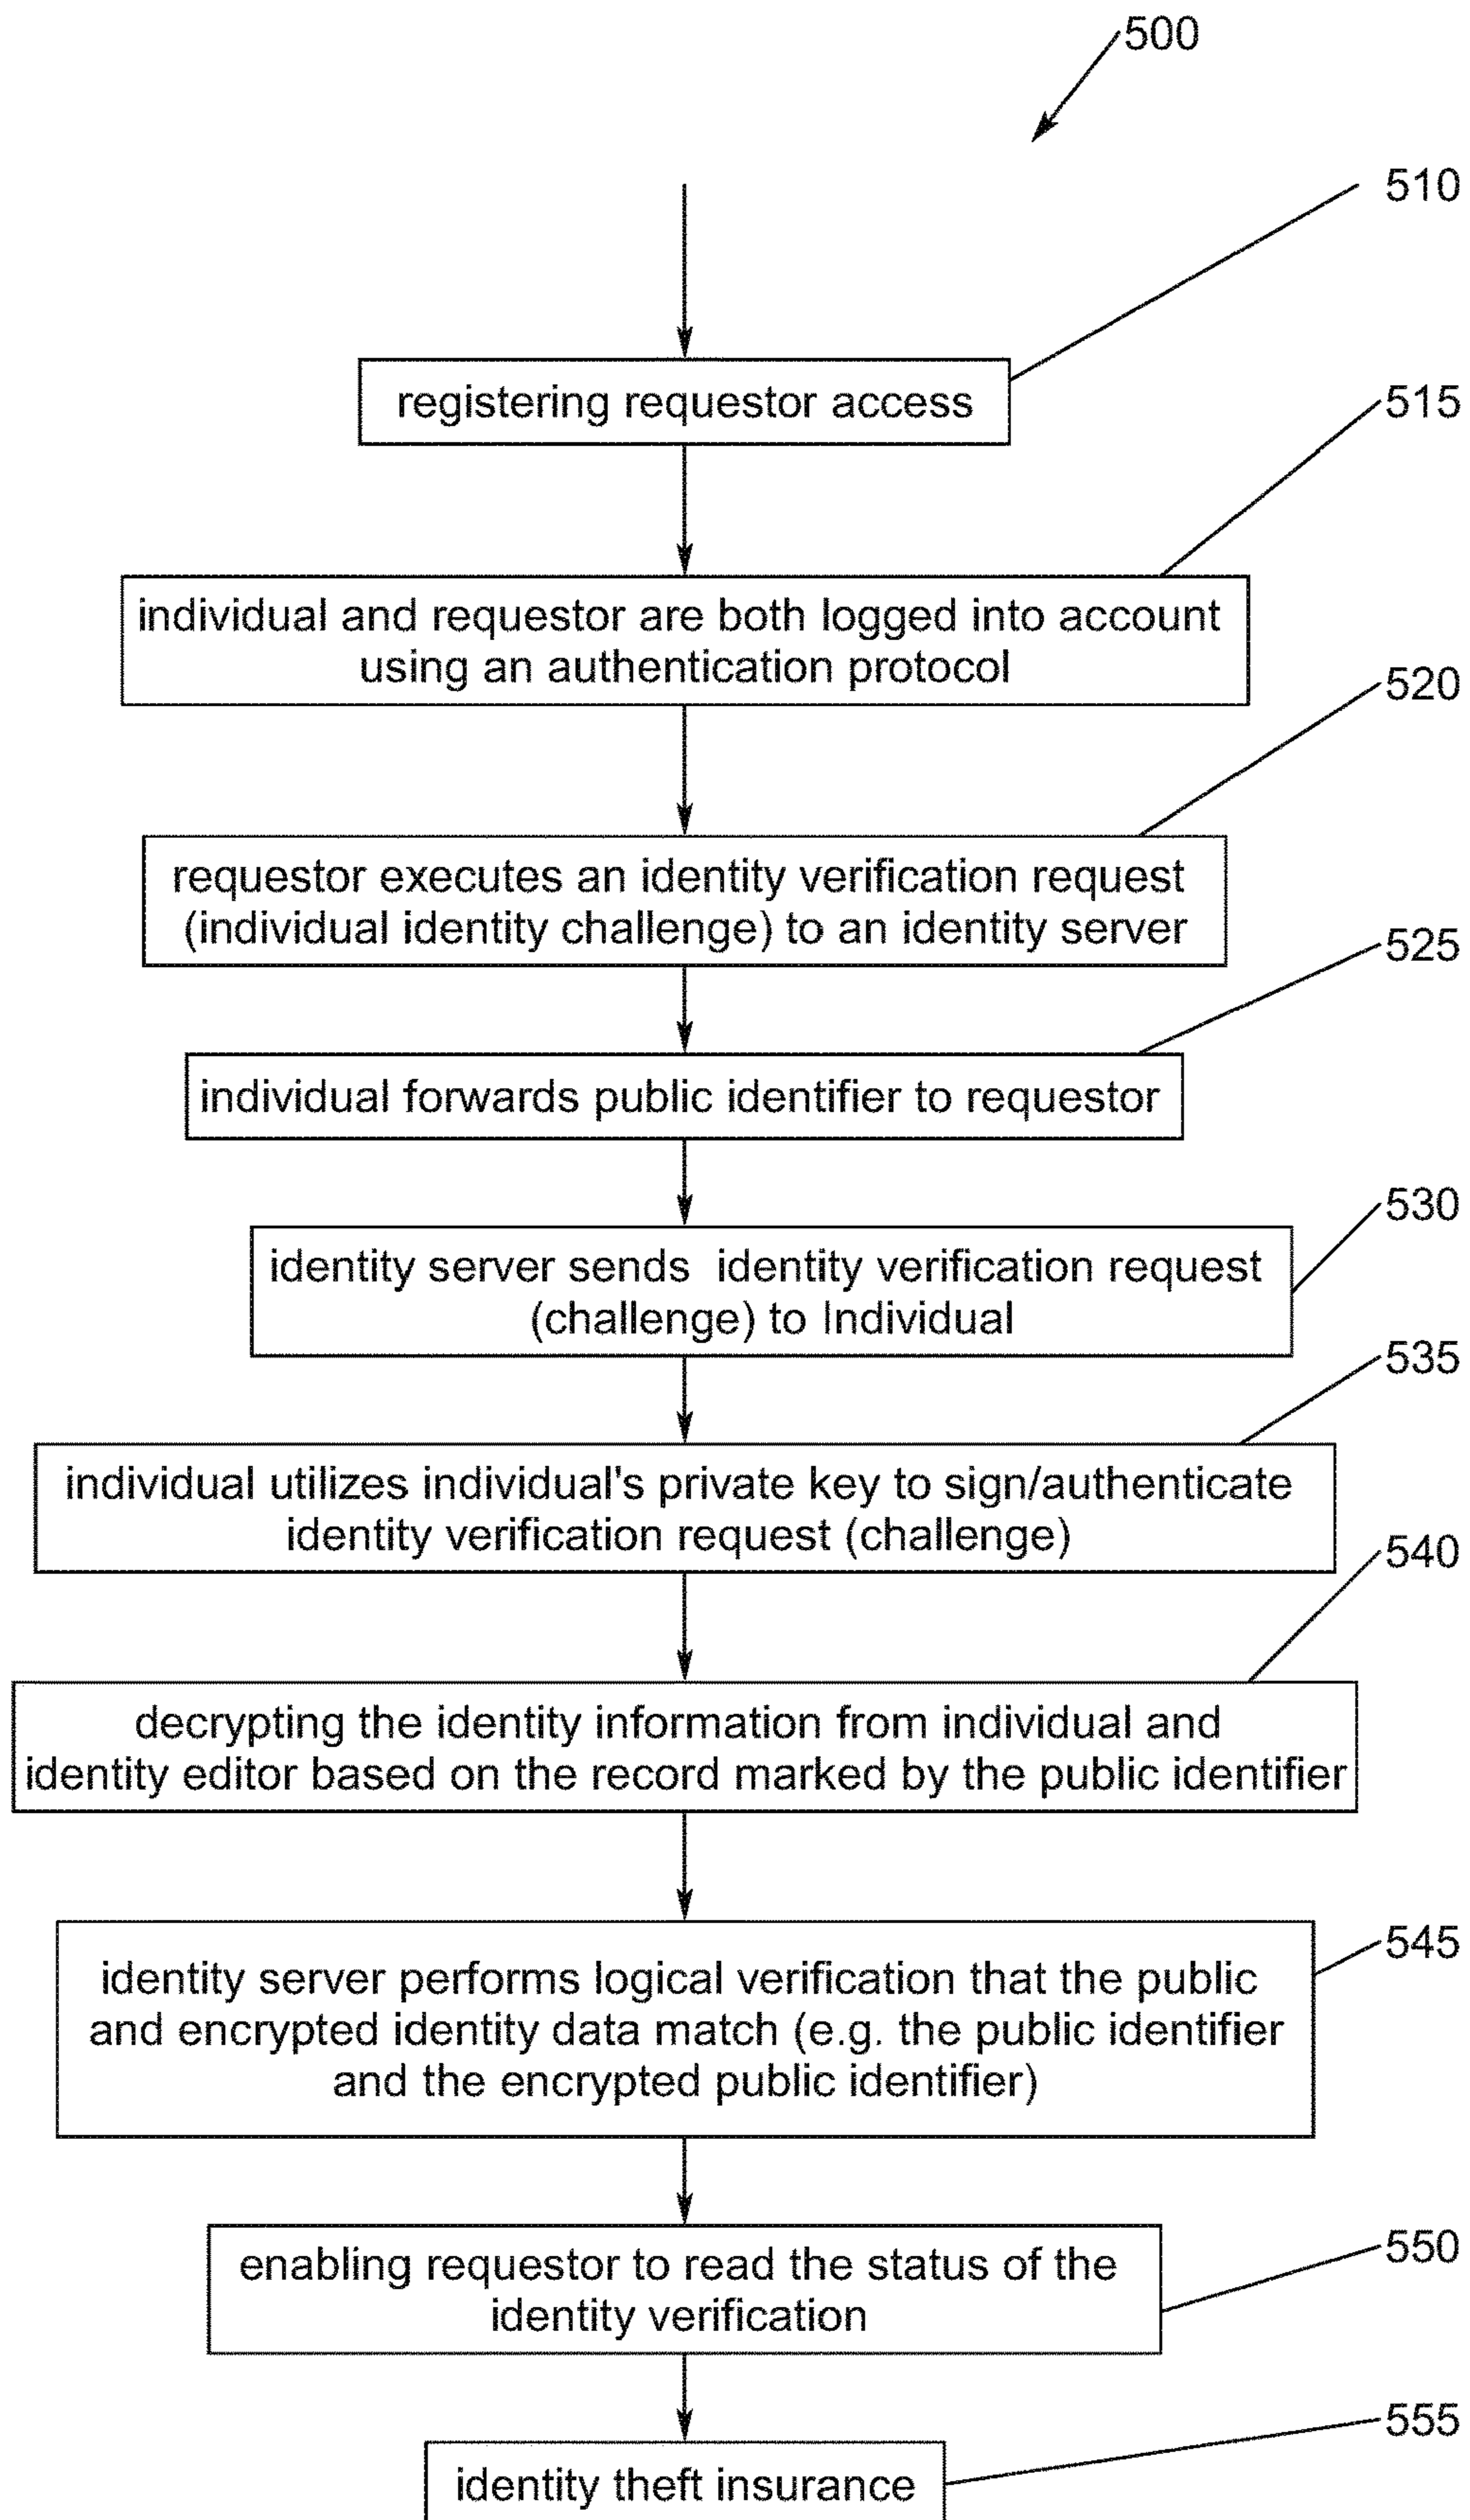 500
510
registering requestor access
515
individual and requestor are both logged into account
using an authentication protocol
520
requestor executes an identity verification request
(individual identity challenge) to an identity server
525
individual forwards public identifier to requestor
530
identity server sends identity verification request
(challenge) to Individual
535
individual utilizes individual's private key to sign/authenticate
identity verification request (challenge)
540
decrypting the identity information from individual and
identity editor based on the record marked by the public identifier
545
identity server performs logical verification that the public
and encrypted identity data match (e.g. the public identifier
and the encrypted public identifier)
550
enabling requestor to read the status of the
identity verification
555
identity theft insurance